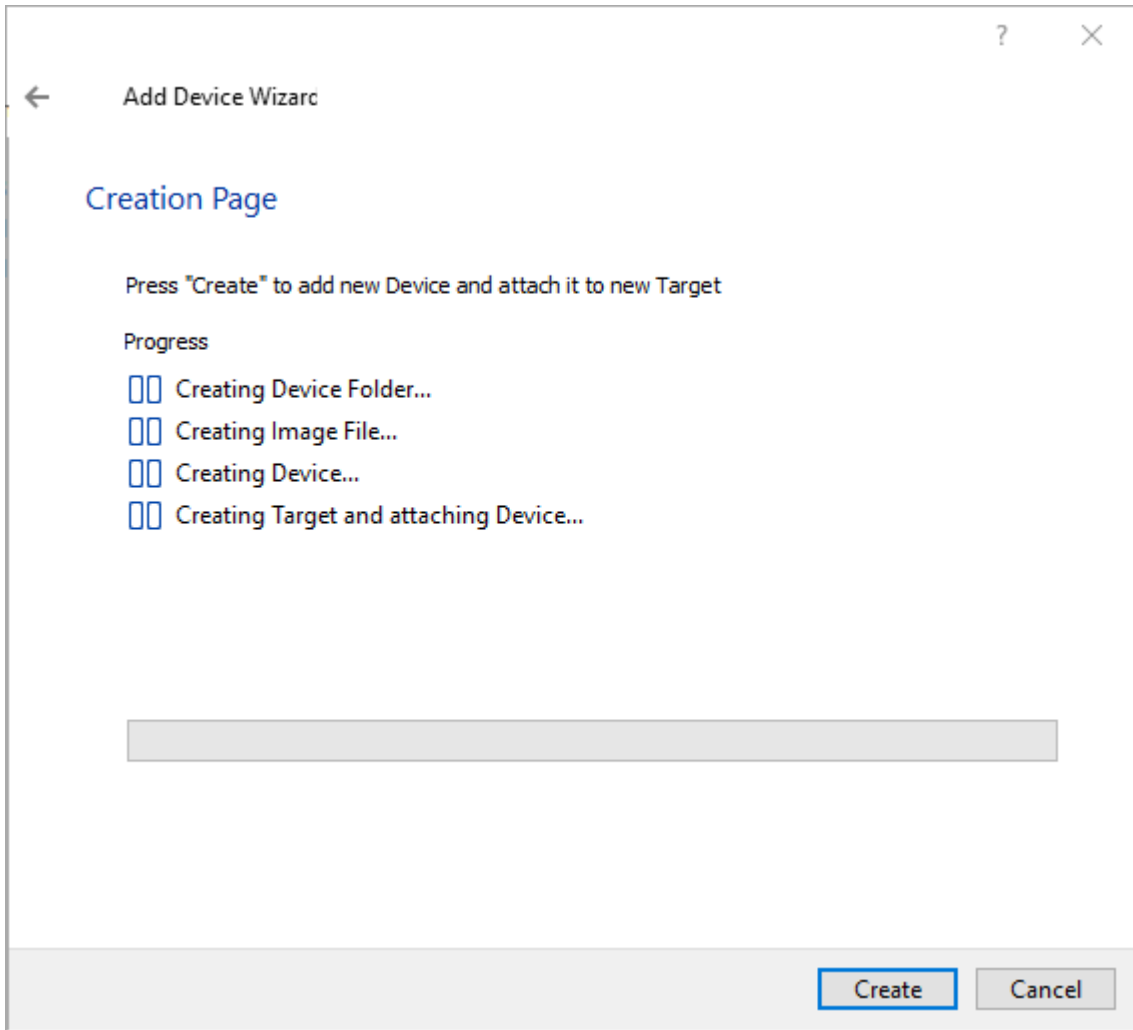 ?
Add Device Wizard
Creation Page
Press "Create" to add new Device and attach it to new Target
Progress
Creating Device Folder...
Creating Image File...
Creating Device...
Creating Target and attaching Device...
Create Cancel